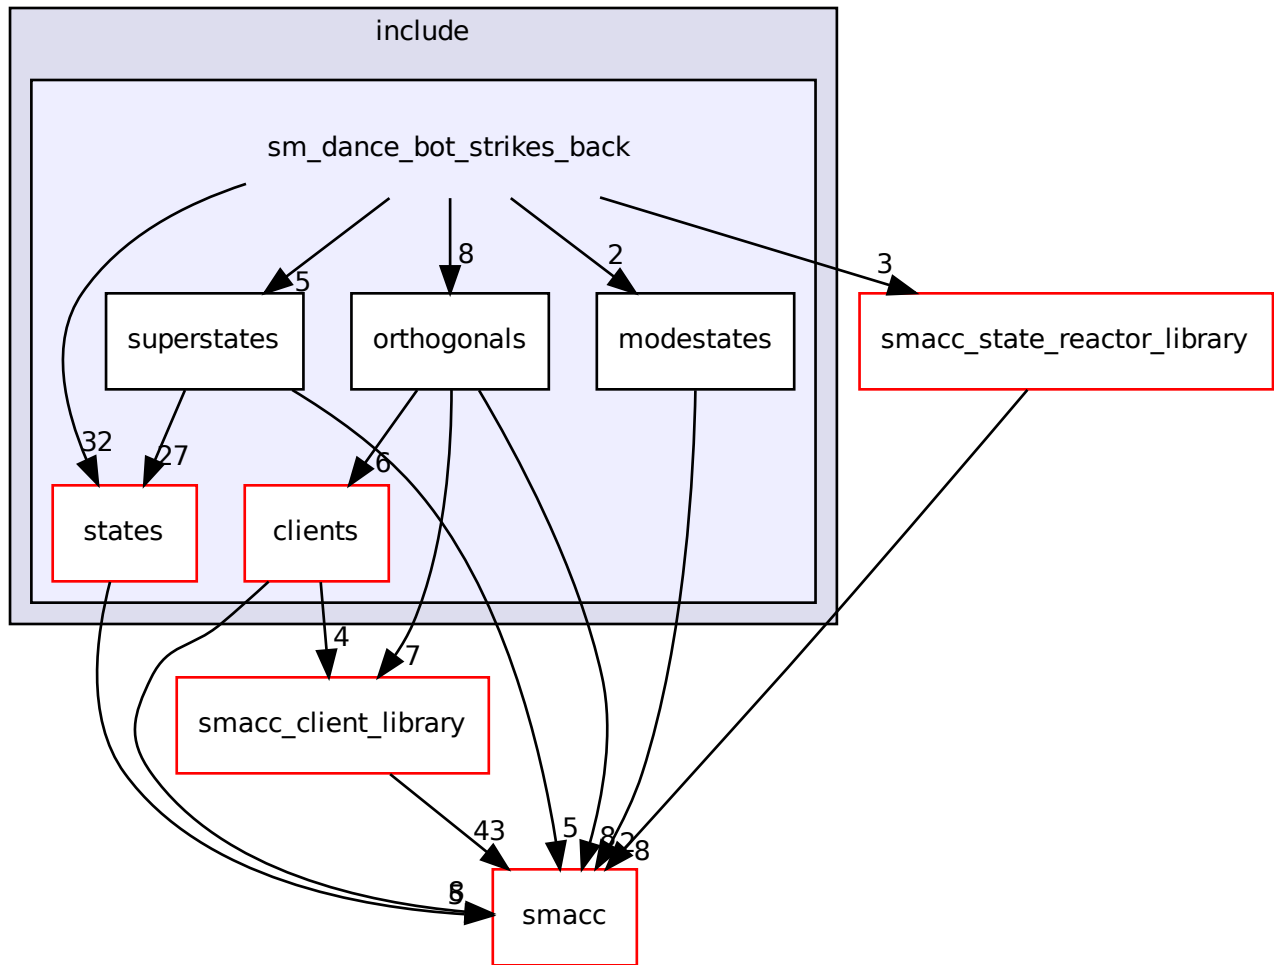 include
sm_dance_bot_strikes_back
5
8
2
3
superstates
orthogonals
modestates
smacc_state_reactor_library
32
27
6
states
clients
4
7
smacc_client_library
43
5
8
2
8
smacc